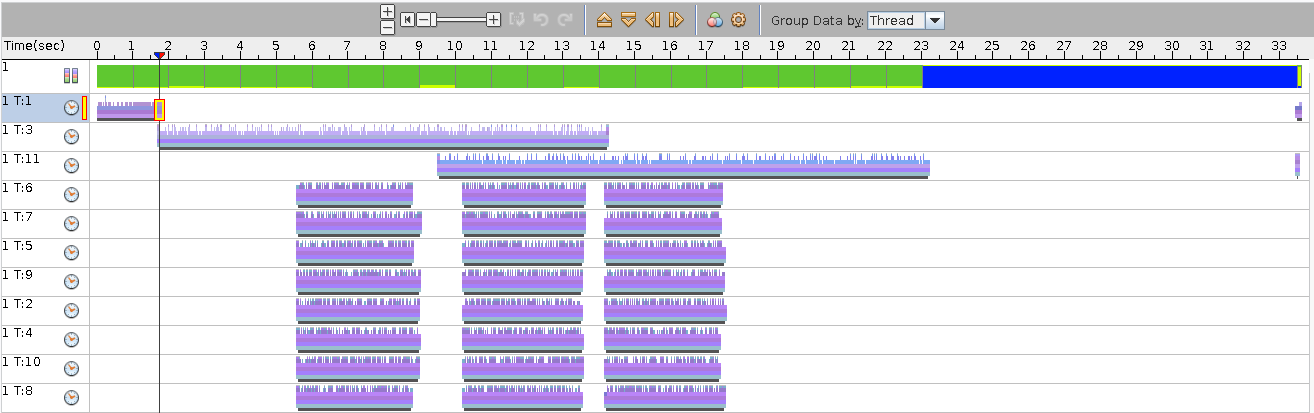 Group Data by: Thread
Time(sec) 0 1 2 3 4 5 6 7 8 9 10 11 12 13 14 15 16 17 18 19 20 21 22 23 24 25 26 27 28 29 30 31 32 33
1
1 T:1
1 T:3
1 T:11
1 T:6
1 T:7
1 T:5
1 T:9
1 T:2
1 T:4
1 T:10
1 T:8